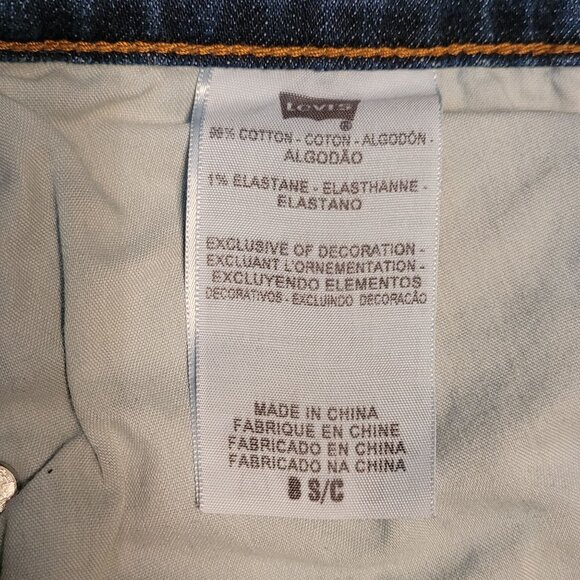 Levi's
®
99% COTTON - COTON - ALGODÓN -
ALGODÃO
1% ELASTANE - ELASTHANNE -
ELASTANO
EXCLUSIVE OF DECORATION -
EXCLUANT L'ORNEMENTATION -
EXCLUYENDO ELEMENTOS
DECORATIVOS - EXCLUINDO DECORAÇÃO
MADE IN CHINA
FABRIQUE EN CHINE
FABRICADO EN CHINA
FABRICADO NA CHINA
8 S/C